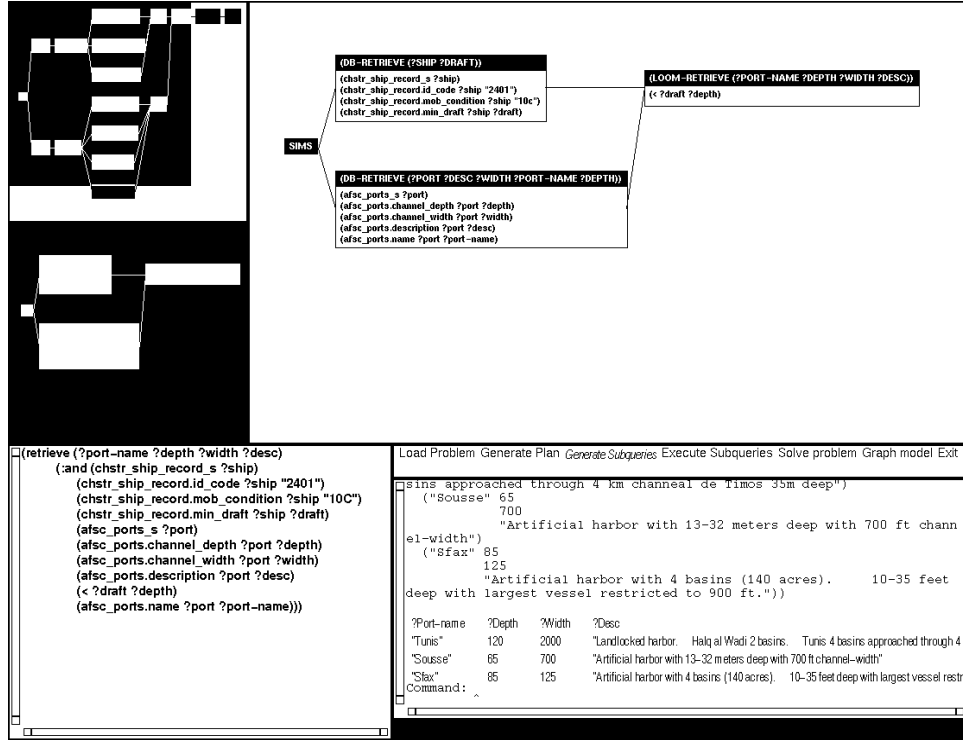 (DB-RETRIEVE (?SHIP ?DRAFT))
(chstr_ship_record_s ?ship)
(chstr_ship_record.id_code ?ship "2401")
(chstr_ship_record.mob_condition ?ship "10c")
(chstr_ship_record.min_draft ?ship ?draft)
(LOOM-RETRIEVE (?PORT-NAME ?DEPTH ?WIDTH ?DESC))
(< ?draft ?depth)
SIMS
(DB-RETRIEVE (?PORT ?DESC ?WIDTH ?PORT-NAME ?DEPTH))
(afsc_ports_s ?port)
(afsc_ports.channel_depth ?port ?depth)
(afsc_ports.channel_width ?port ?width)
(afsc_ports.description ?port ?desc)
(afsc_ports.name ?port ?port-name)
(retrieve (?port-name ?depth ?width ?desc)
(:and (chstr_ship_record_s ?ship)
(chstr_ship_record.id_code ?ship "2401")
(chstr_ship_record.mob_condition ?ship "10C")
(chstr_ship_record.min_draft ?ship ?draft)
(afsc_ports_s ?port)
(afsc_ports.channel_depth ?port ?depth)
(afsc_ports.channel_width ?port ?width)
(afsc_ports.description ?port ?desc)
(< ?draft ?depth)
(afsc_ports.name ?port ?port-name)))
Load Problem Generate Plan Generate Subqueries Execute Subqueries Solve problem Graph model Exit
sins approached through 4 km channeal de Timos 35m deep")
("Sousse" 65
700
"Artificial harbor with 13-32 meters deep with 700 ft chann
el-width")
("Sfax" 85
125
"Artificial harbor with 4 basins (140 acres). 10-35 feet
deep with largest vessel restricted to 900 ft."))
?Port-name ?Depth ?Width ?Desc
"Tunis" 120 2000 "Landlocked harbor. Halq al Wadi 2 basins. Tunis 4 basins approached through 4
"Sousse" 65 700 "Artificial harbor with 13-32 meters deep with 700 ft channel-width"
"Sfax" 85 125 "Artificial harbor with 4 basins (140 acres). 10-35 feet deep with largest vessel restr
Command: